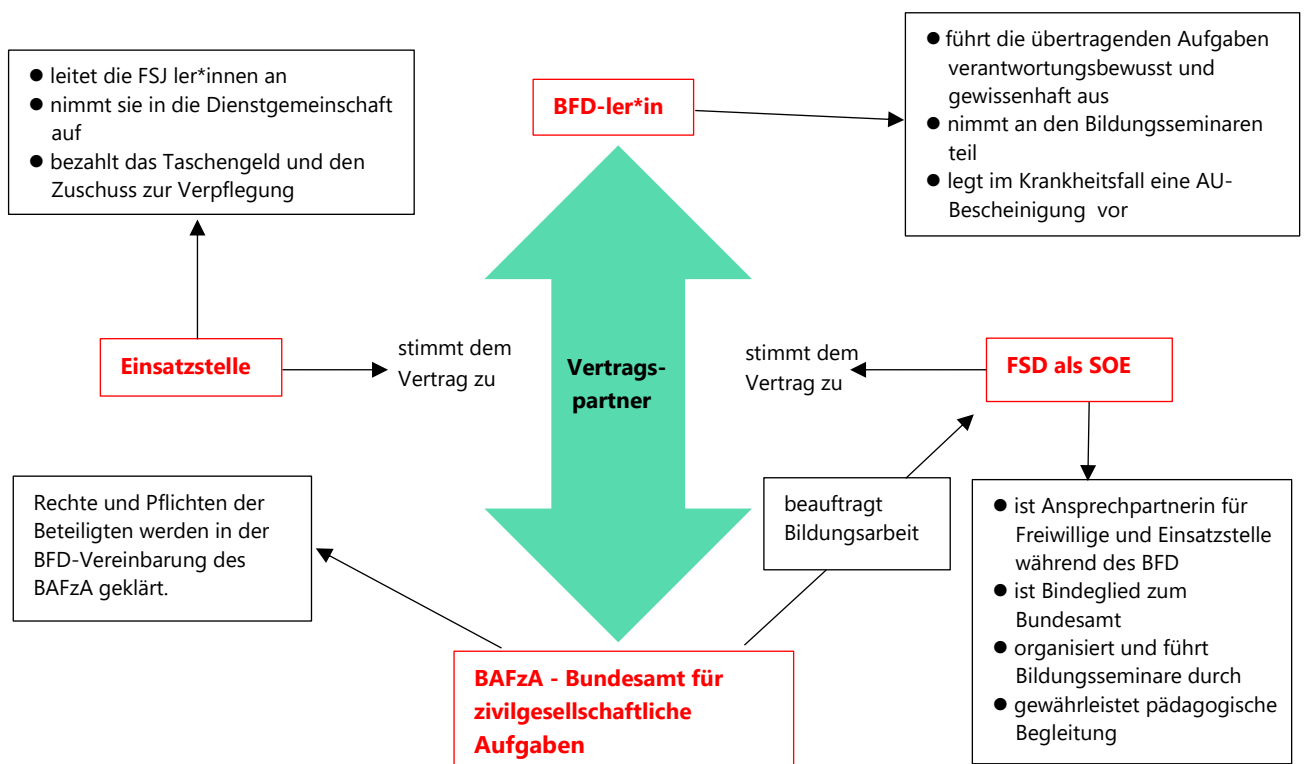 ● leitet die FSJ ler*innen an
● nimmt sie in die Dienstgemeinschaft
auf
● bezahlt das Taschengeld und den
Zuschuss zur Verpflegung
BFD-ler*in
● führt die übertragenden Aufgaben
verantwortungsbewusst und
gewissenhaft aus
● nimmt an den Bildungsseminaren
teil
● legt im Krankheitsfall eine AU-
Bescheinigung vor
Einsatzstelle
stimmt dem
Vertrag zu
Vertrags-
partner
stimmt dem
Vertrag zu
FSD als SOE
Rechte und Pflichten der
Beteiligten werden in der
BFD-Vereinbarung des
BAFzA geklärt.
beauftragt
Bildungsarbeit
● ist Ansprechpartnerin für
Freiwillige und Einsatzstelle
während des BFD
● ist Bindeglied zum
Bundesamt
● organisiert und führt
Bildungsseminare durch
● gewährleistet pädagogische
Begleitung
BAFzA - Bundesamt für
zivilgesellschaftliche
Aufgaben